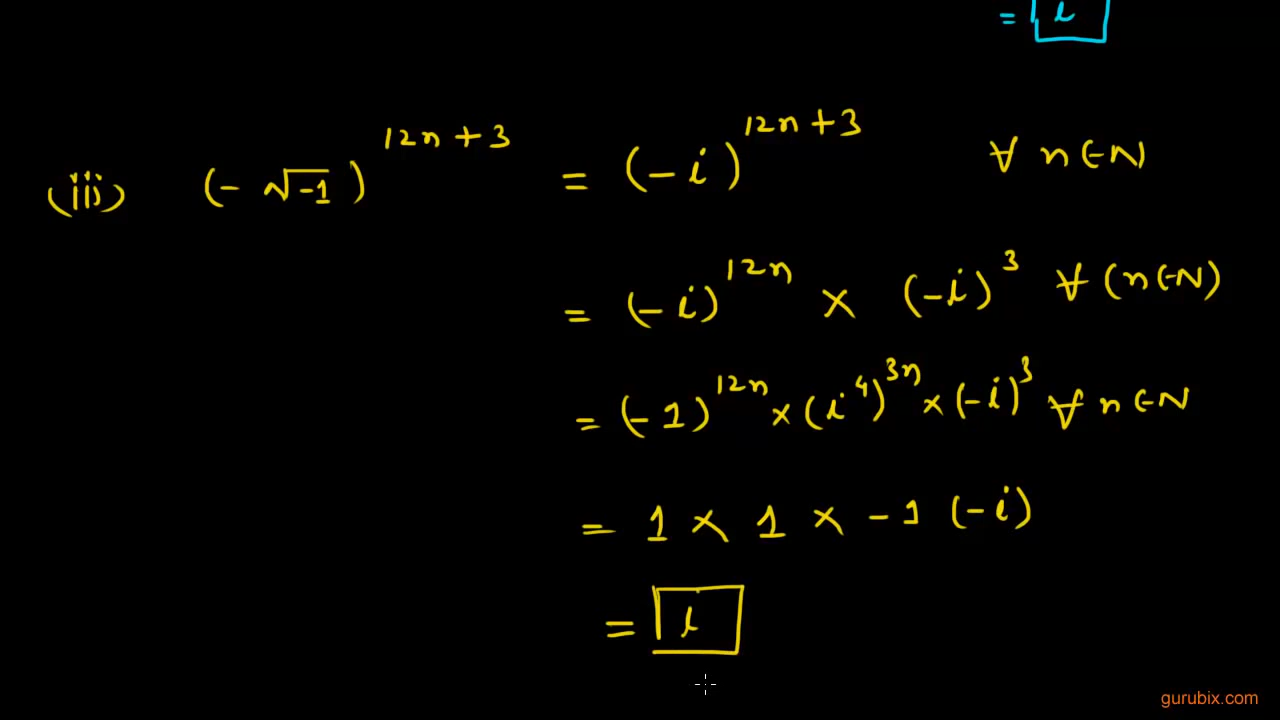 = i
(iii) (- √-1)^{12n + 3} = (-i)^{12n + 3} ∀ n ∈ N
= (-i)^{12n} × (-i)^3 ∀ (n ∈ N)
= (-1)^{12n} × (i^4)^{3n} × (-i)^3 ∀ n ∈ N
= 1 × 1 × -1 (-i)
= i
gurubix.com